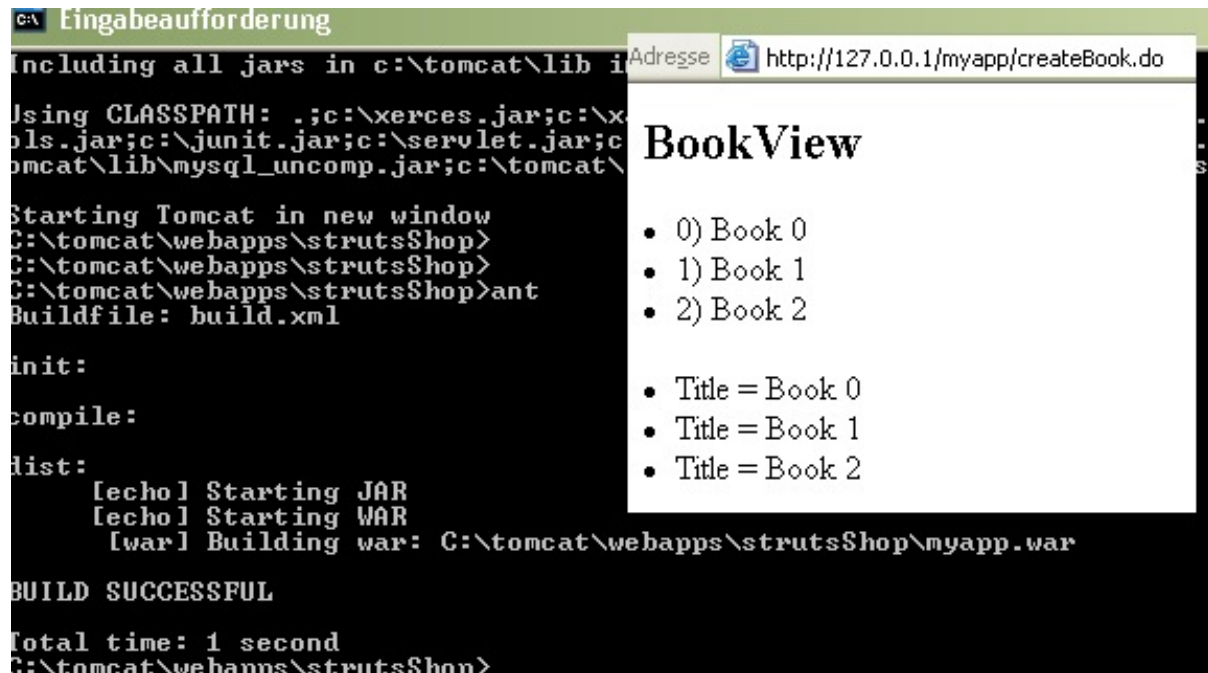 Eingabeaufforderung
Including all jars in c:\tomcat\lib i
Using CLASSPATH: .;c:\xerces.jar;c:\x
ols.jar;c:\junit.jar;c:\servlet.jar;c
omcat\lib\mysql_uncomp.jar;c:\tomcat\
Starting Tomcat in new window
C:\tomcat\webapps\strutsShop>
C:\tomcat\webapps\strutsShop>
C:\tomcat\webapps\strutsShop>ant
Buildfile: build.xml
init:
compile:
dist:
[echo] Starting JAR
[echo] Starting WAR
[war] Building war: C:\tomcat\webapps\strutsShop\myapp.war
BUILD SUCCESSFUL
Total time: 1 second
C:\tomcat\webapps\strutsShop>
Adresse http://127.0.0.1/myapp/createBook.do
BookView
• 0) Book 0
• 1) Book 1
• 2) Book 2
• Title = Book 0
• Title = Book 1
• Title = Book 2